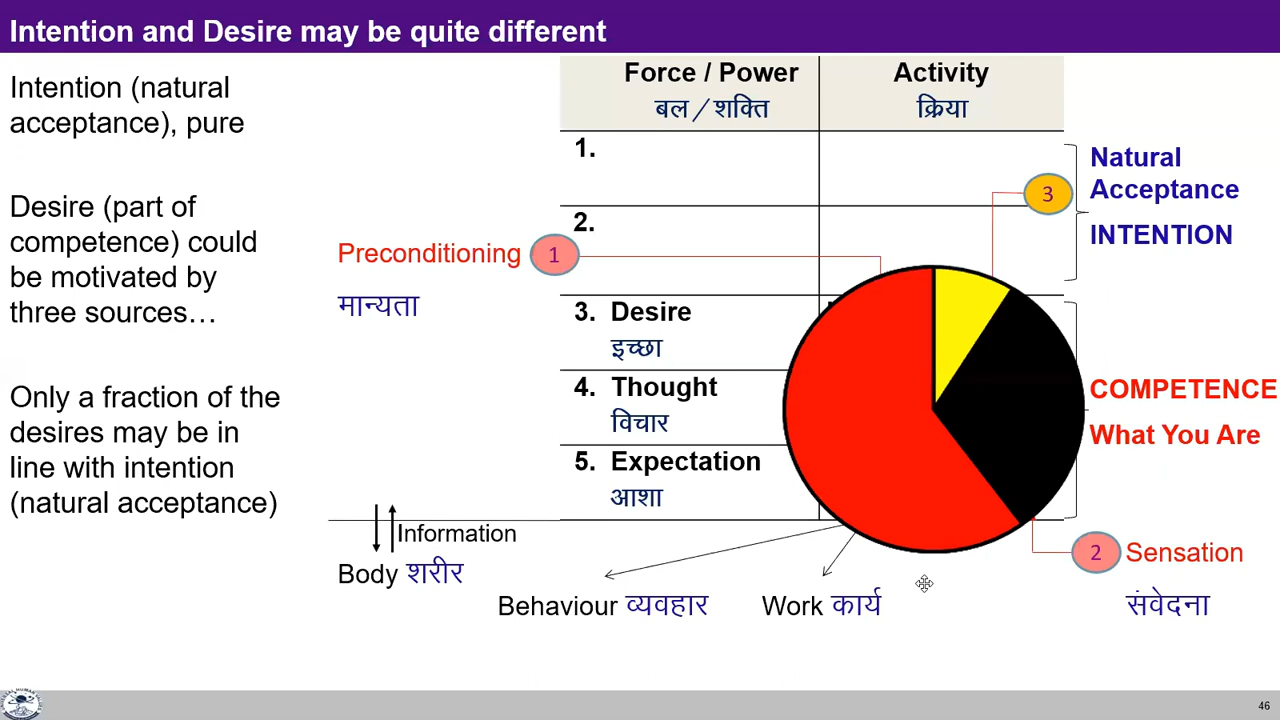 Intention and Desire may be quite different
Intention (natural
acceptance), pure
Desire (part of
competence) could
be motivated by
three sources…
Only a fraction of the
desires may be in
line with intention
(natural acceptance)
Force / Power
बल / शक्ति
Activity
क्रिया
1.
2.
3. Desire
इच्छा
4. Thought
विचार
5. Expectation
आशा
Preconditioning
1
मान्यता
3
Natural
Acceptance
INTENTION
COMPETENCE
What You Are
2
Sensation
संवेदना
Information
Body शरीर
Behaviour व्यवहार
Work कार्य
46